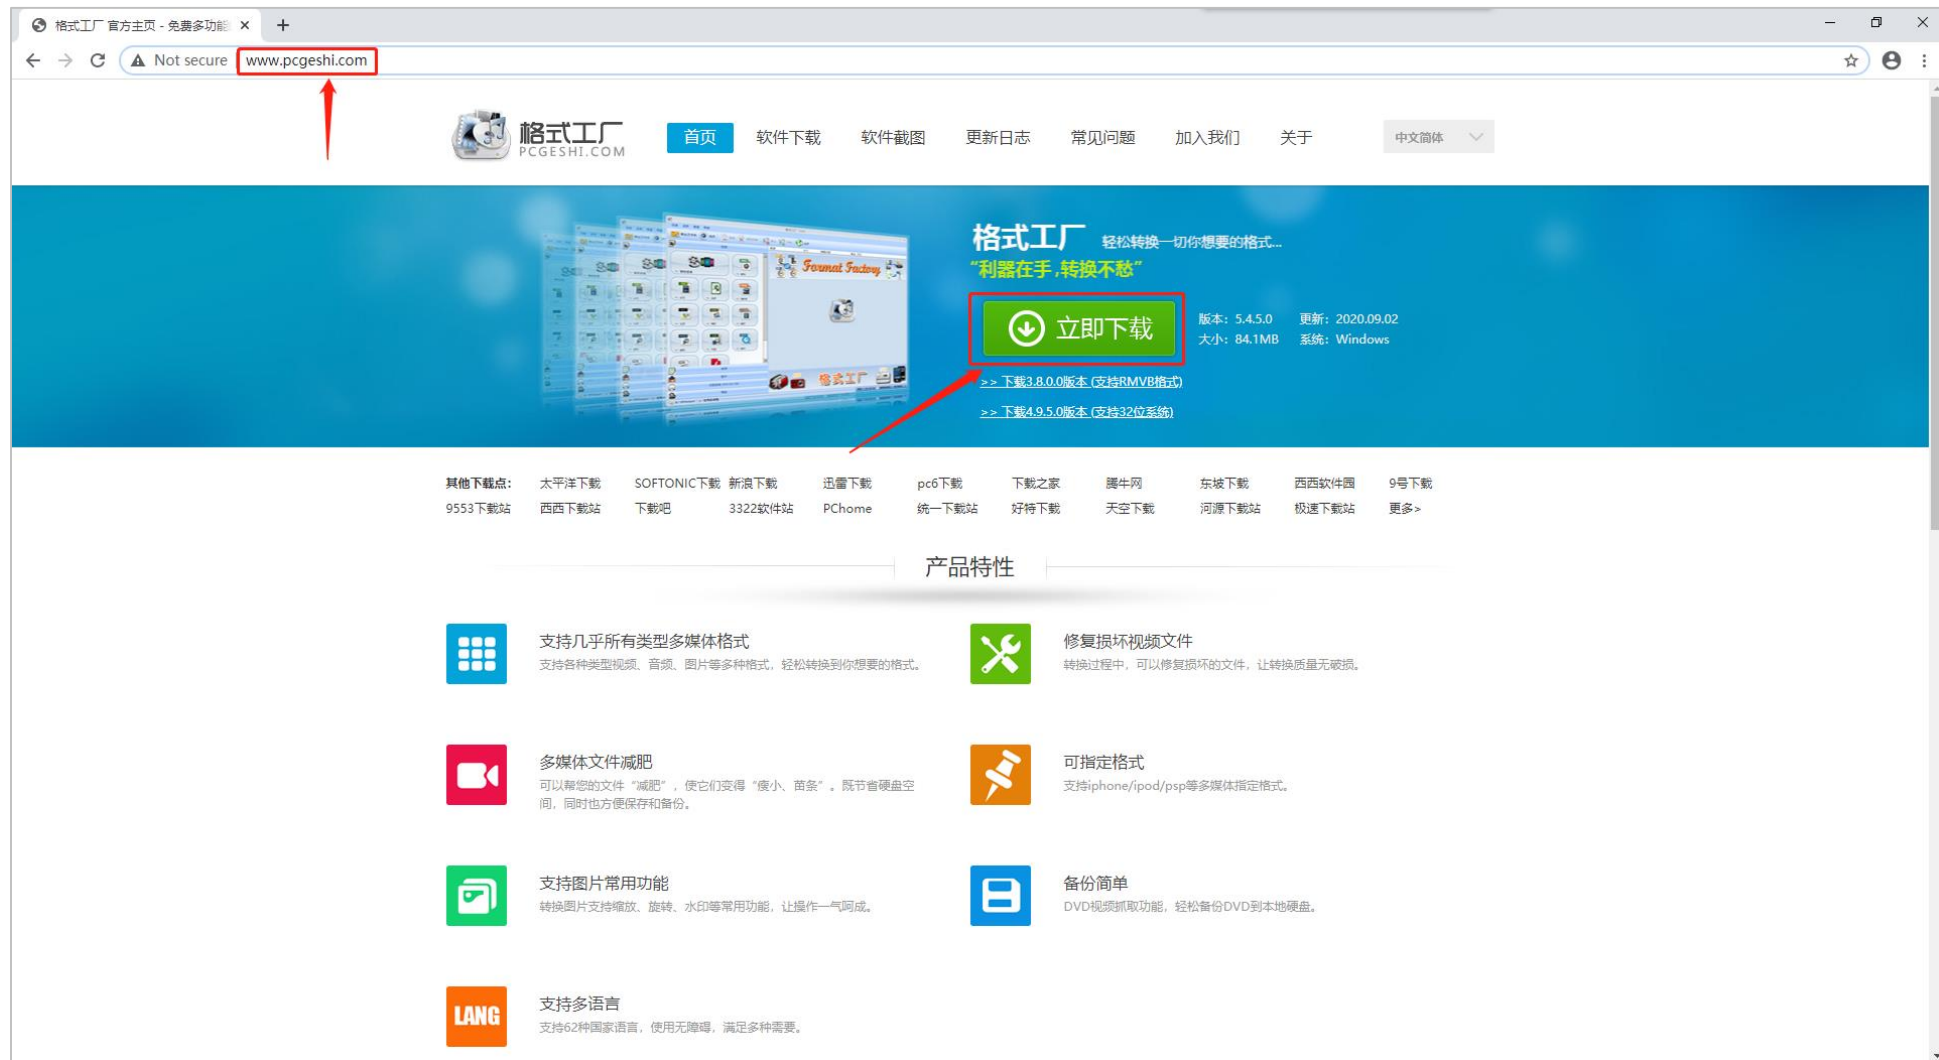 格式工厂 官方主页 - 免费多功能
Not secure
www.pcgeshi.com
格式工厂
PCGESHI.COM
首页 软件下载 软件截图 更新日志 常见问题 加入我们 关于
中文简体
Format Factory
格式工厂
格式工厂 轻松转换一切你想要的格式...
“利器在手,转换不愁”
立即下载
版本：5.4.5.0 更新：2020.09.02
大小：84.1MB 系统：Windows
>> 下载3.8.0.0版本 (支持RMVB格式)
>> 下载4.9.5.0版本 (支持32位系统)
其他下载点： 太平洋下载 SOFTONIC下载 新浪下载 迅雷下载 pc6下载 下载之家 腾牛网 东坡下载 西西软件园 9号下载
9553下载站 西西下载站 下载吧 3322软件站 PChome 统一下载站 好特下载 天空下载 河源下载站 极速下载站 更多>
产品特性
支持几乎所有类型多媒体格式
支持各种类型视频、音频、图片等多种格式，轻松转换到你想要的格式。
修复损坏视频文件
转换过程中，可以修复损坏的文件，让转换质量无破损。
多媒体文件减肥
可以帮您的文件“减肥”，使它们变得“瘦小、苗条”。既节省硬盘空
间，同时也方便保存和备份。
可指定格式
支持iphone/ipod/psp等多媒体指定格式。
支持图片常用功能
转换图片支持缩放、旋转、水印等常用功能，让操作一气呵成。
备份简单
DVD视频抓取功能，轻松备份DVD到本地硬盘。
LANG
支持多语言
支持62种国家语言，使用无障碍，满足多种需要。